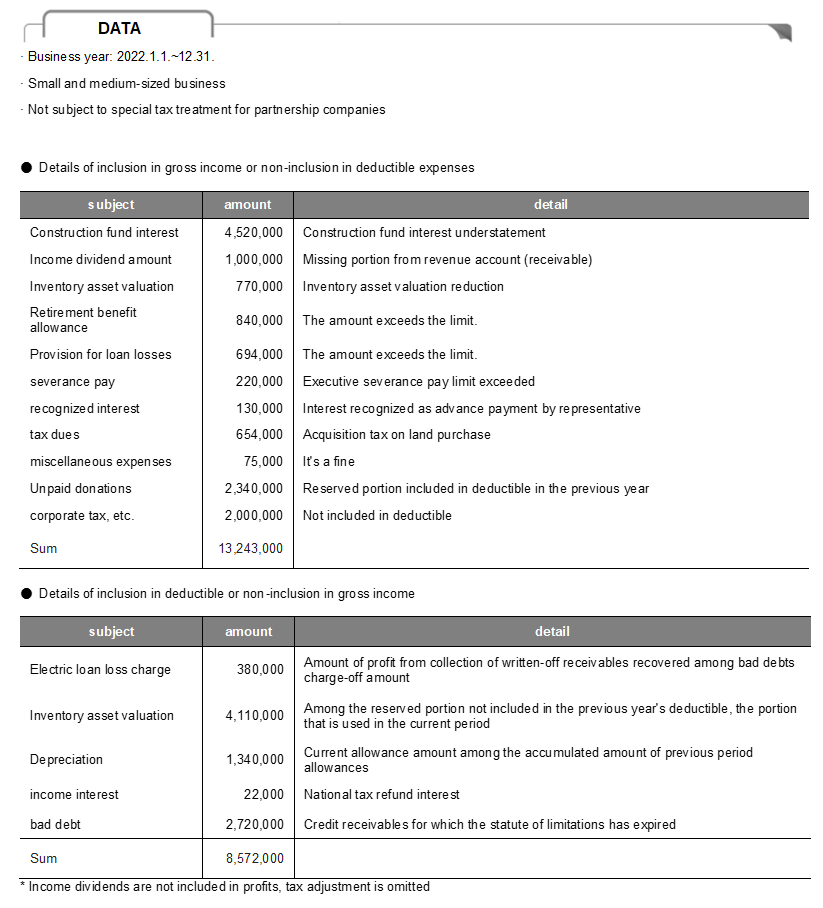 DATA
· Business year: 2022.1.1.~12.31.
· Small and medium-sized business
· Not subject to special tax treatment for partnership companies
● Details of inclusion in gross income or non-inclusion in deductible expenses
subject amount detail
Construction fund interest 4,520,000 Construction fund interest understatement
Income dividend amount 1,000,000 Missing portion from revenue account (receivable)
Inventory asset valuation 770,000 Inventory asset valuation reduction
Retirement benefit
allowance 840,000 The amount exceeds the limit.
Provision for loan losses 694,000 The amount exceeds the limit.
severance pay 220,000 Executive severance pay limit exceeded
recognized interest 130,000 Interest recognized as advance payment by representative
tax dues 654,000 Acquisition tax on land purchase
miscellaneous expenses 75,000 It's a fine
Unpaid donations 2,340,000 Reserved portion included in deductible in the previous year
corporate tax, etc. 2,000,000 Not included in deductible
Sum 13,243,000
● Details of inclusion in deductible or non-inclusion in gross income
subject amount detail
Electric loan loss charge 380,000 Amount of profit from collection of written-off receivables recovered among bad debts
charge-off amount
Inventory asset valuation 4,110,000 Among the reserved portion not included in the previous year's deductible, the portion
that is used in the current period
Depreciation 1,340,000 Current allowance amount among the accumulated amount of previous period
allowances
income interest 22,000 National tax refund interest
bad debt 2,720,000 Credit receivables for which the statute of limitations has expired
Sum 8,572,000
* Income dividends are not included in profits, tax adjustment is omitted